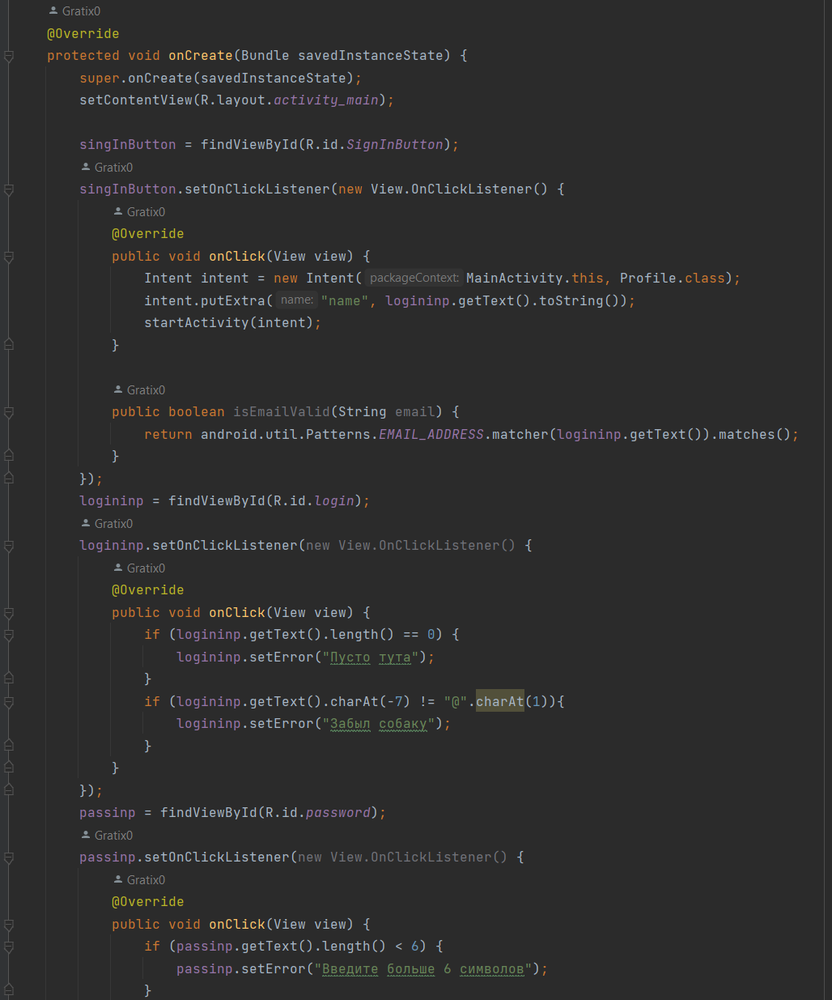 Gratix0
@Override
protected void onCreate(Bundle savedInstanceState) {
super.onCreate(savedInstanceState);
setContentView(R.layout.activity_main);
singInButton = findViewById(R.id.SignInButton);
Gratix0
singInButton.setOnClickListener(new View.OnClickListener() {
Gratix0
@Override
public void onClick(View view) {
Intent intent = new Intent( packageContext: MainActivity.this, Profile.class);
intent.putExtra( name: "name", logininp.getText().toString());
startActivity(intent);
}
Gratix0
public boolean isEmailValid(String email) {
return android.util.Patterns.EMAIL_ADDRESS.matcher(logininp.getText()).matches();
}
});
logininp = findViewById(R.id.login);
Gratix0
logininp.setOnClickListener(new View.OnClickListener() {
Gratix0
@Override
public void onClick(View view) {
if (logininp.getText().length() == 0) {
logininp.setError("Пусто тута");
}
if (logininp.getText().charAt(-7) != "@".charAt(1)){
logininp.setError("Забыл собаку");
}
}
});
passinp = findViewById(R.id.password);
Gratix0
passinp.setOnClickListener(new View.OnClickListener() {
Gratix0
@Override
public void onClick(View view) {
if (passinp.getText().length() < 6) {
passinp.setError("Введите больше 6 символов");
}